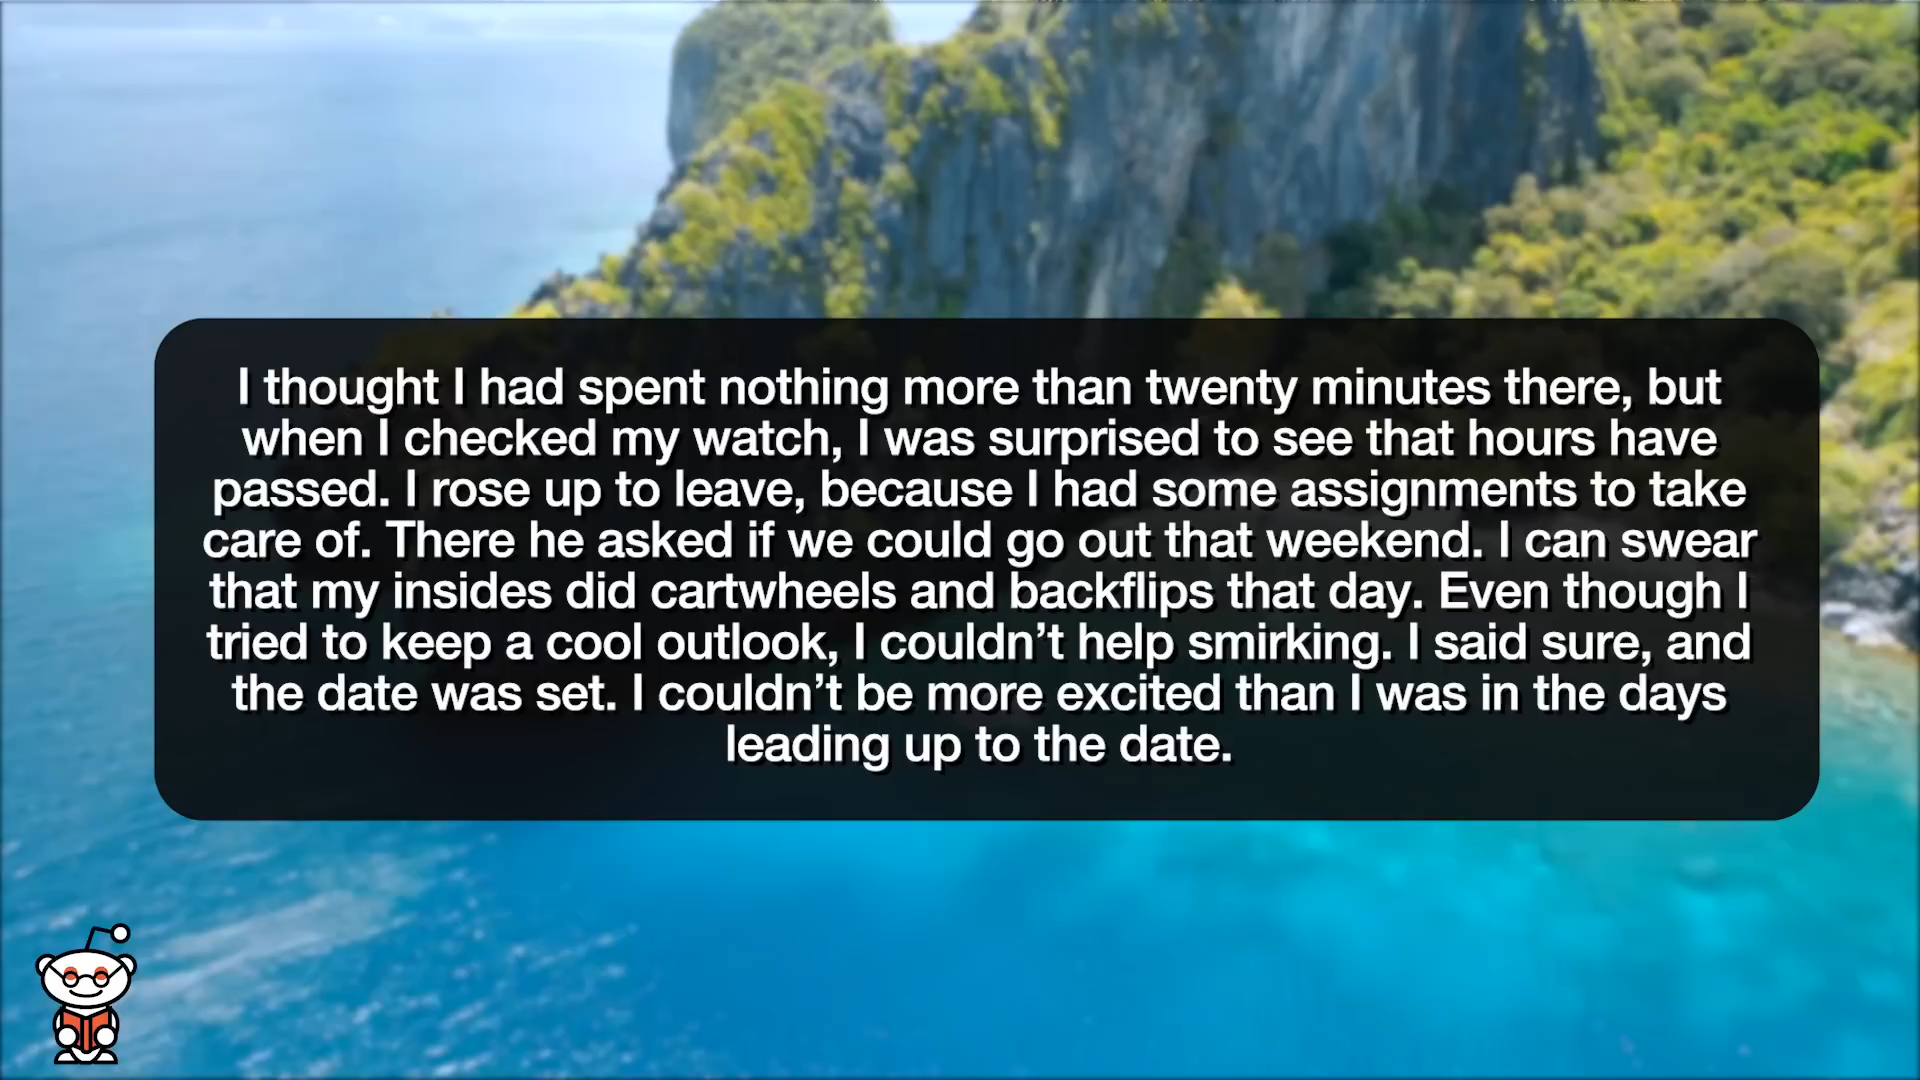 I thought I had spent nothing more than twenty minutes there, but
when I checked my watch, I was surprised to see that hours have
passed. I rose up to leave, because I had some assignments to take
care of. There he asked if we could go out that weekend. I can swear
that my insides did cartwheels and backflips that day. Even though I
tried to keep a cool outlook, I couldn’t help smirking. I said sure, and
the date was set. I couldn’t be more excited than I was in the days
leading up to the date.